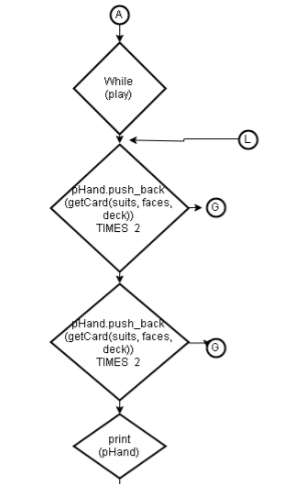 A
While
(play)
L
pHand.push_back
(getCard(suits, faces,
deck))
TIMES 2
G
pHand.push_back
(getCard(suits, faces,
deck))
TIMES 2
G
print
(pHand)